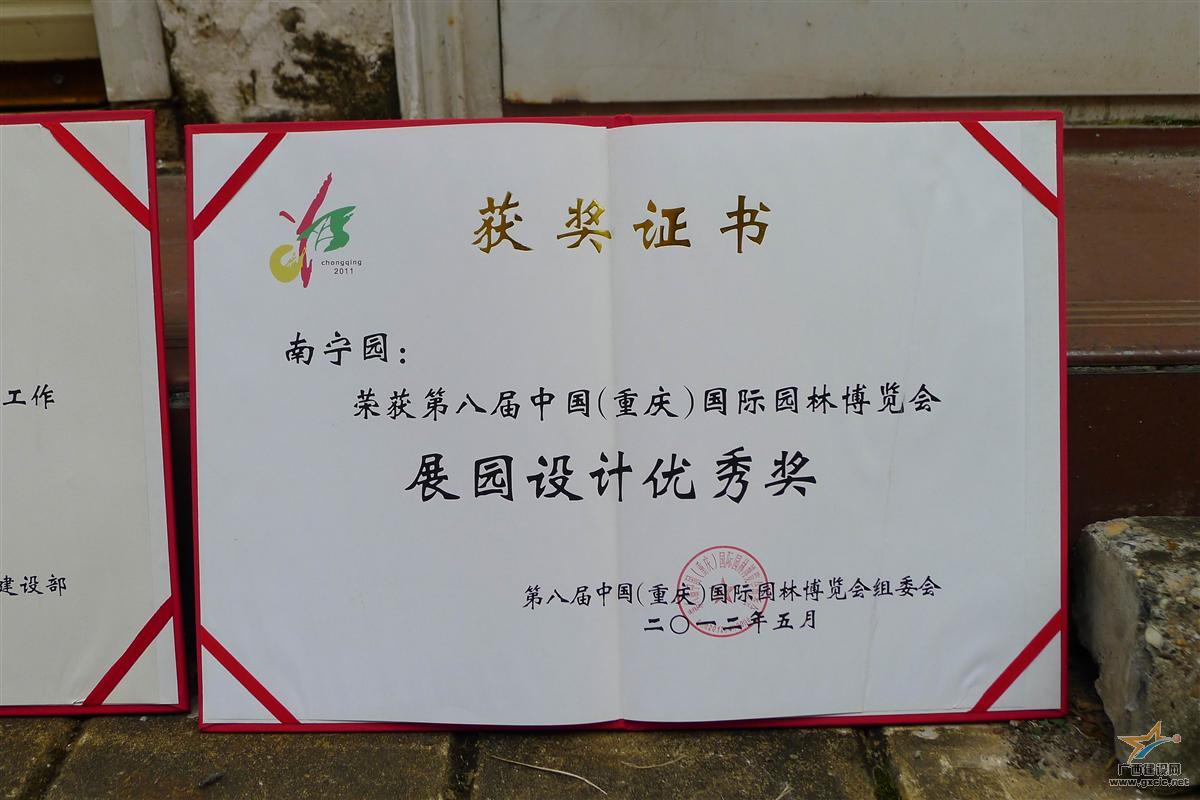 工作
建设部
chongqing
2011
获奖证书
南宁园：
荣获第八届中国(重庆)国际园林博览会
展园设计优秀奖
第八届中国(重庆)国际园林博览会组委会
二〇一二年五月
广西建设网
www.gxcic.net